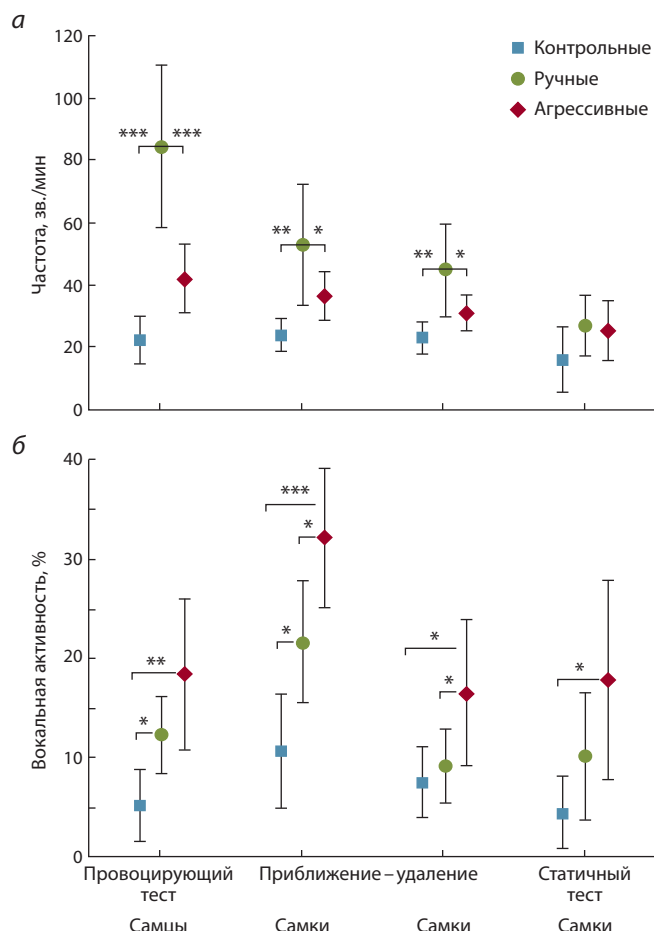 а
120
100
80
60
40
20
0
Частота, зв./мин
Контрольные
Ручные
Агрессивные
*** ***
** *
** *
б
40
30
20
10
0
Вокальная активность, %
**
*
***
*
*
*
*
*
Провоцирующий
тест
Приближение – удаление
Статичный
тест
Самцы Самки Самки Самки